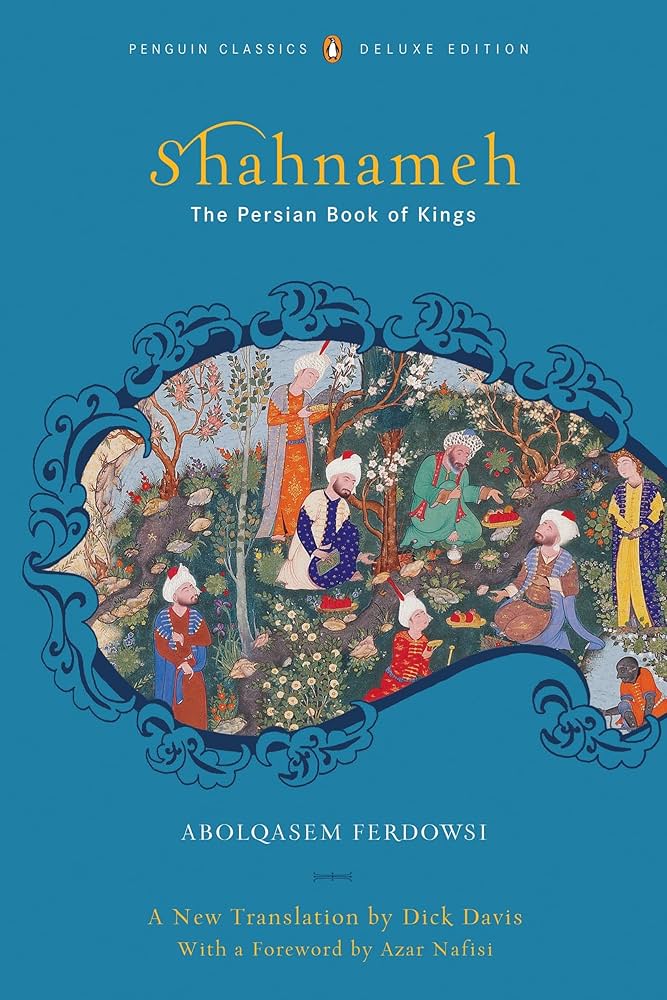 PENGUIN CLASSICS DELUXE EDITION
Shahnameh
The Persian Book of Kings
ABOLQASEM FERDOWSI
A New Translation by Dick Davis
With a Foreword by Azar Nafisi